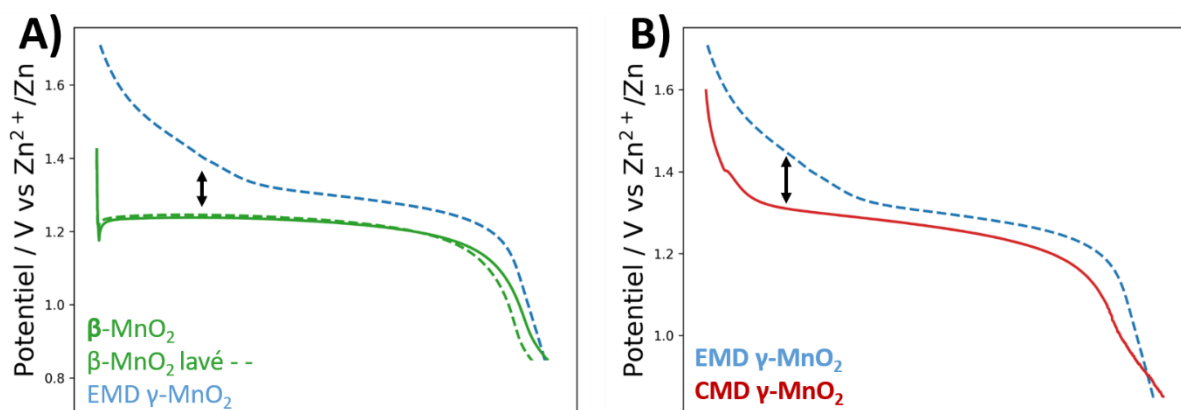 A)
Potentiel / V vs Zn²⁺/Zn
1.6
1.4
1.2
1.0
0.8
β-MnO₂
β-MnO₂ lavé - -
EMD γ-MnO₂
B)
Potentiel / V vs Zn²⁺/Zn
1.6
1.4
1.2
1.0
EMD γ-MnO₂
CMD γ-MnO₂